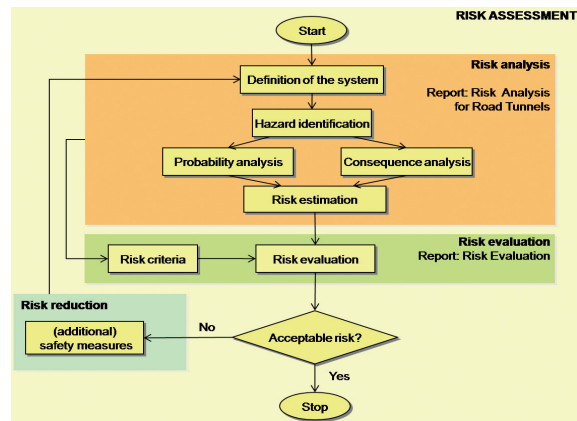 RISK ASSESSMENT
Start
Risk analysis
Definition of the system
Report: Risk Analysis
for Road Tunnels
Hazard identification
Probability analysis
Consequence analysis
Risk estimation
Risk evaluation
Report: Risk Evaluation
Risk criteria
Risk evaluation
Risk reduction
(additional)
safety measures
No
Acceptable risk?
Yes
Stop